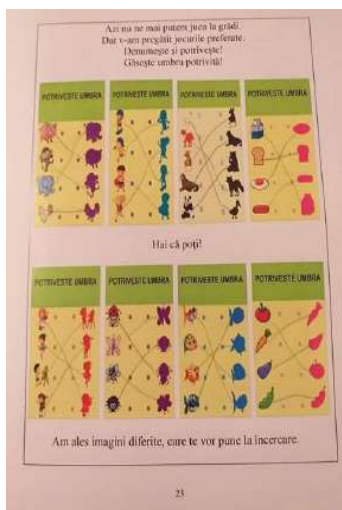 Azi nu ne mai putem juca la grădi.
Dar v-am pregătit jocurile preferate.
Denumește și potrivește!
Găsește umbra potrivită!
POTRIVEȘTE UMBRA POTRIVEȘTE UMBRA POTRIVEȘTE UMBRA POTRIVEȘTE UMBRA
Hai că poți!
POTRIVEȘTE UMBRA POTRIVEȘTE UMBRA POTRIVEȘTE UMBRA POTRIVEȘTE UMBRA
Am ales imagini diferite, care te vor pune la încercare.
23